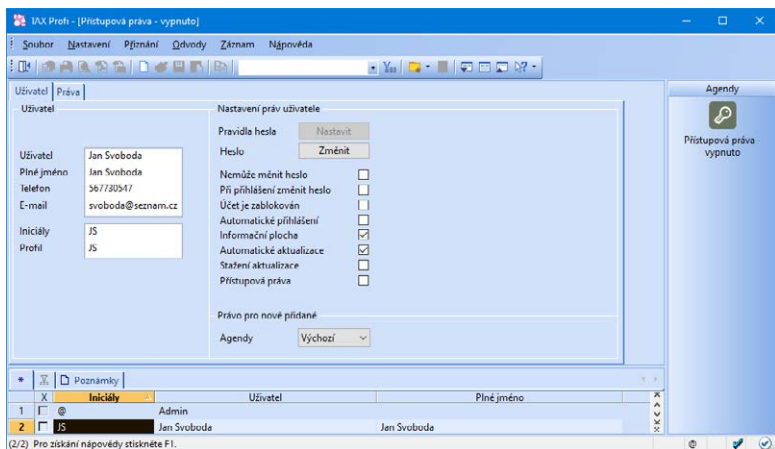 TAX Profi - [Přístupová práva - vypnuto]
Soubor Nastavení Přiznání Odvody Záznam Nápověda
Uživatel Práva
Agendy
Přístupová práva - vypnuto
Uživatel
Uživatel Jan Svoboda
Plné jméno Jan Svoboda
Telefon 567730547
E-mail svoboda@seznam.cz
Iniciály JS
Profil JS
Nastavení práv uživatele
Pravidla hesla Nastavit
Heslo Změnit
Nemůže měnit heslo
Při přihlášení změnit heslo
Účet je zablokován
Automatické přihlášení
Informační plocha
Automatické aktualizace
Stažení aktualizace
Přístupová práva
Právo pro nově přidané
Agendy Výchozí
* Poznámky
X Iniciály Uživatel Plné jméno
1 @ Admin
2 JS Jan Svoboda Jan Svoboda
(2/2) Pro získání nápovědy stiskněte F1. @